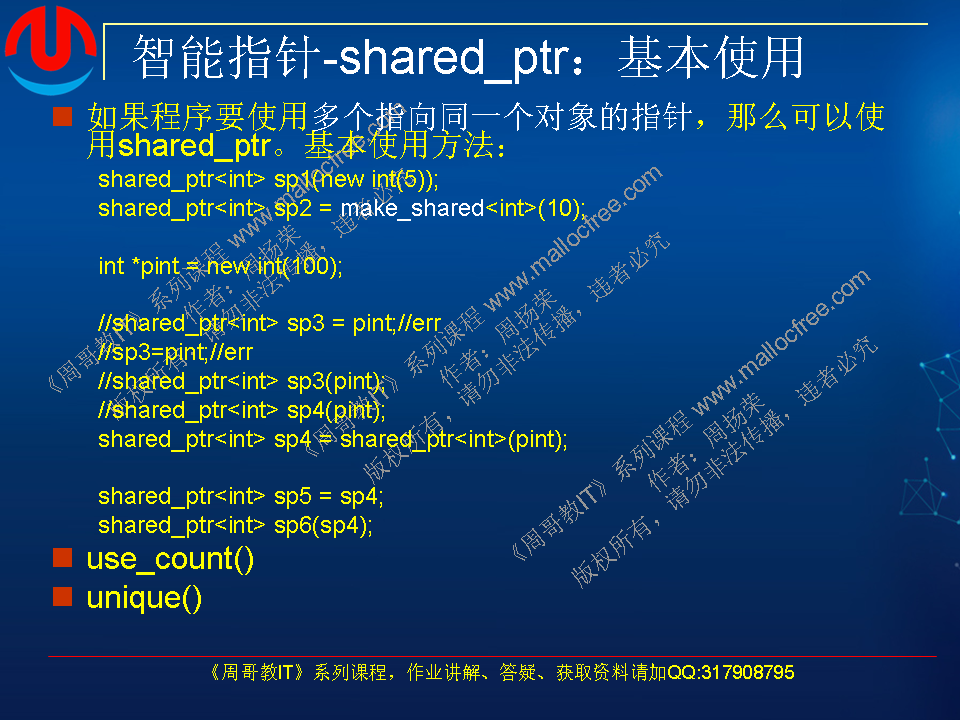 智能指针-shared_ptr：基本使用
如果程序要使用多个指向同一个对象的指针，那么可以使
用shared_ptr。基本使用方法：
shared_ptr<int> sp1(new int(5));
shared_ptr<int> sp2 = make_shared<int>(10);
int *pint = new int(100);
//shared_ptr<int> sp3 = pint;//err
//sp3=pint;//err
//shared_ptr<int> sp3(pint);
//shared_ptr<int> sp4(pint);
shared_ptr<int> sp4 = shared_ptr<int>(pint);
shared_ptr<int> sp5 = sp4;
shared_ptr<int> sp6(sp4);
use_count()
unique()
《周哥教IT》系列课程 www.mallocfree.com
作者：周扬荣
版权所有，请勿非法传播，违者必究
《周哥教IT》系列课程 www.mallocfree.com
作者：周扬荣
版权所有，请勿非法传播，违者必究
《周哥教IT》系列课程 www.mallocfree.com
作者：周扬荣
版权所有，请勿非法传播，违者必究
《周哥教IT》系列课程，作业讲解、答疑、获取资料请加QQ:317908795